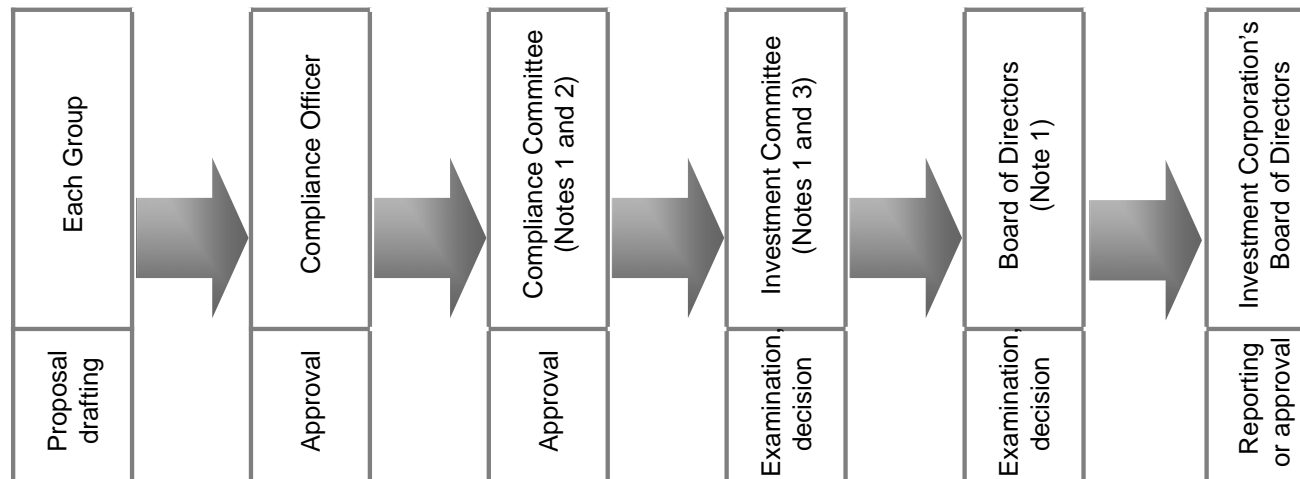 Each Group
Proposal
drafting
Compliance Officer
Approval
Compliance Committee
(Notes 1 and 2)
Approval
Investment Committee
(Notes 1 and 3)
Examination,
decision
Board of Directors
(Note 1)
Examination,
decision
Investment Corporation's
Board of Directors
Reporting
or approval